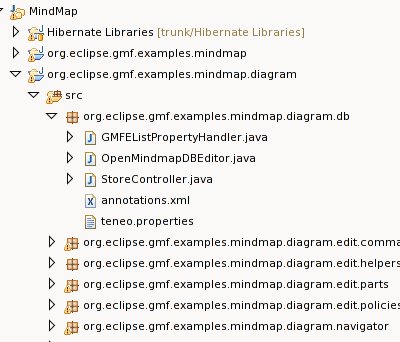 MindMap
Hibernate Libraries [trunk/Hibernate Libraries]
org.eclipse.gmf.examples.mindmap
org.eclipse.gmf.examples.mindmap.diagram
src
org.eclipse.gmf.examples.mindmap.diagram.db
GMFEListPropertyHandler.java
OpenMindmapDBEditor.java
StoreController.java
annotations.xml
teneo.properties
org.eclipse.gmf.examples.mindmap.diagram.edit.comma
org.eclipse.gmf.examples.mindmap.diagram.edit.helpers
org.eclipse.gmf.examples.mindmap.diagram.edit.parts
org.eclipse.gmf.examples.mindmap.diagram.edit.policies
org.eclipse.gmf.examples.mindmap.diagram.navigator